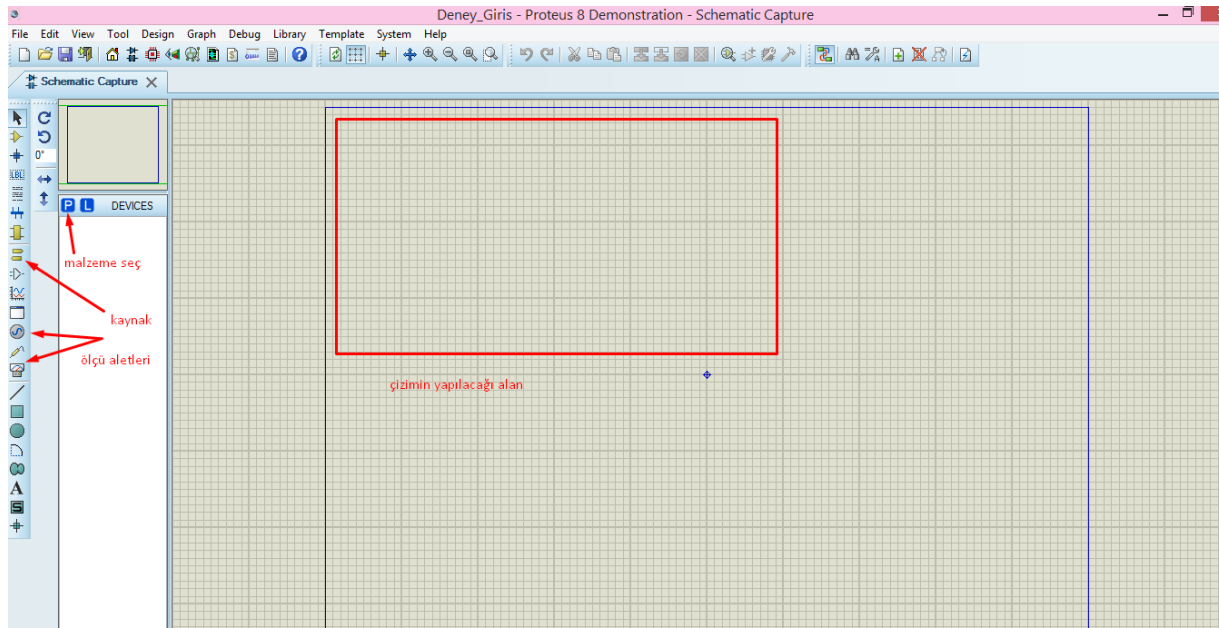 Deney_Giris - Proteus 8 Demonstration - Schematic Capture
File Edit View Tool Design Graph Debug Library Template System Help
Schematic Capture
0°
LBL
P L DEVICES
malzeme seç
kaynak
ölçü aletleri
çizimin yapılacağı alan
A
S